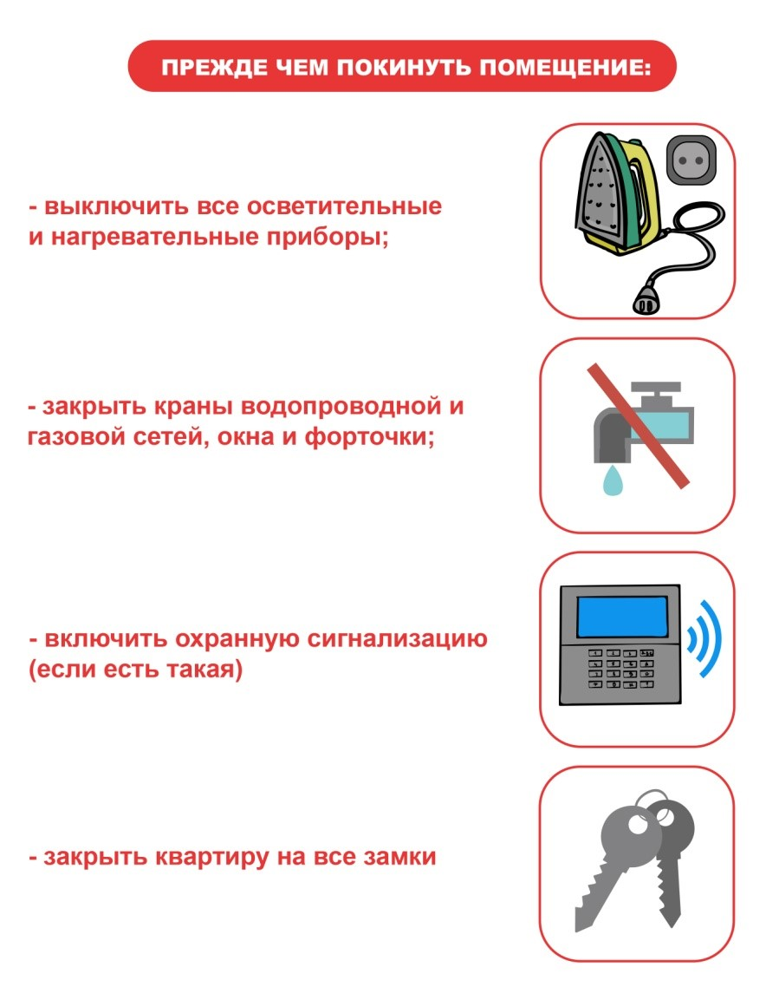 ПРЕЖДЕ ЧЕМ ПОКИНУТЬ ПОМЕЩЕНИЕ:
- выключить все осветительные
и нагревательные приборы;
- закрыть краны водопроводной и
газовой сетей, окна и форточки;
- включить охранную сигнализацию
(если есть такая)
- закрыть квартиру на все замки